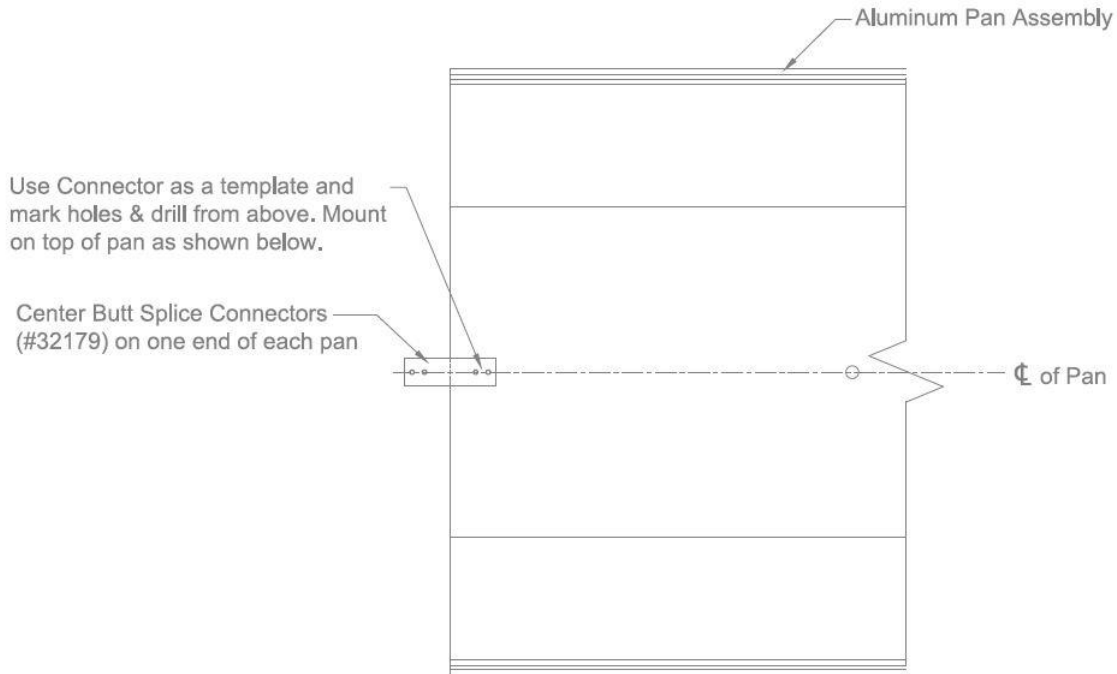 Aluminum Pan Assembly
Use Connector as a template and
mark holes & drill from above. Mount
on top of pan as shown below.
Center Butt Splice Connectors
(#32179) on one end of each pan
℄ of Pan